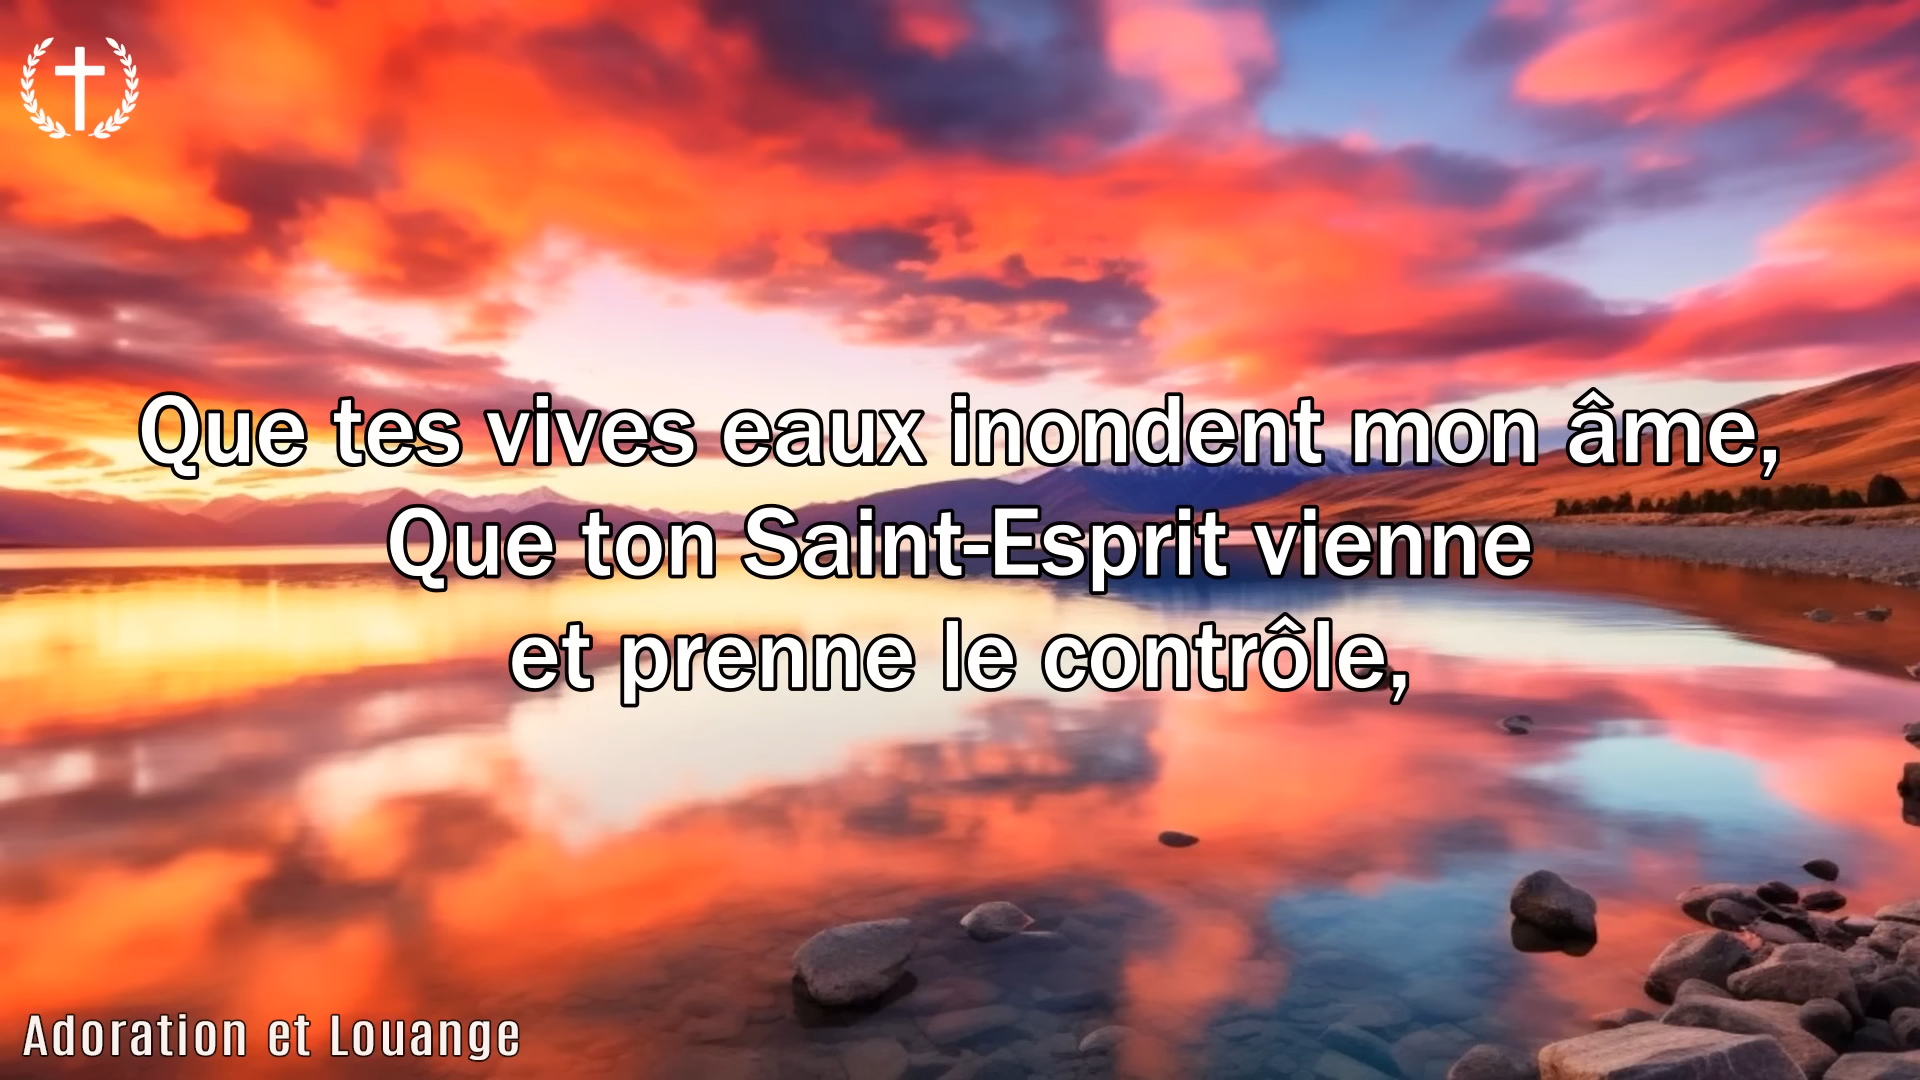 Que tes vives eaux inondent mon âme,
Que ton Saint-Esprit vienne
et prenne le contrôle,
Adoration et Louange